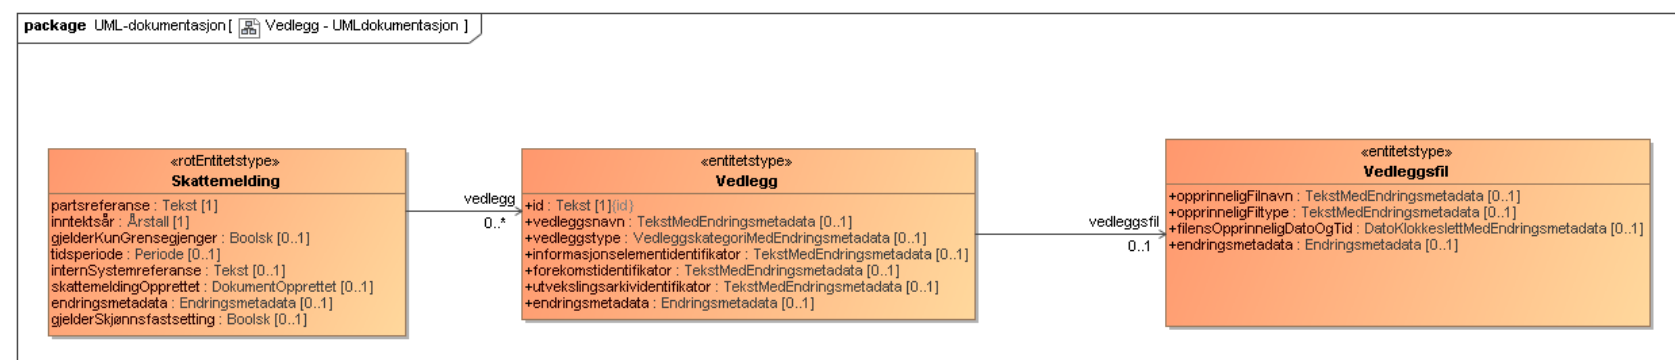 package UML-dokumentasjon [ Vedlegg - UMLdokumentasjon ]
«rotEntitetstype»
Skattemelding
partsreferanse : Tekst [1]
inntektsår : Årstall [1]
gjelderKunGrensegjenger : Boolsk [0..1]
tidsperiode : Periode [0..1]
internSystemreferanse : Tekst [0..1]
skattemeldingOpprettet : DokumentOpprettet [0..1]
endringsmetadata : Endringsmetadata [0..1]
gjelderSkjønnsfastsetting : Boolsk [0..1]
vedlegg
0..*
«entitetstype»
Vedlegg
+id : Tekst [1]{id}
+vedleggsnavn : TekstMedEndringsmetadata [0..1]
+vedleggstype : VedleggskategoriMedEndringsmetadata [0..1]
+informasjonselementidentifikator : TekstMedEndringsmetadata [0..1]
+forekomstidentifikator : TekstMedEndringsmetadata [0..1]
+utvekslingsarkividentifikator : TekstMedEndringsmetadata [0..1]
+endringsmetadata : Endringsmetadata [0..1]
vedleggsfil
0..1
«entitetstype»
Vedleggsfil
+opprinneligFilnavn : TekstMedEndringsmetadata [0..1]
+opprinneligFiltype : TekstMedEndringsmetadata [0..1]
+filensOpprinneligDatoOgTid : DatoKlokkeslettMedEndringsmetadata [0..1]
+endringsmetadata : Endringsmetadata [0..1]